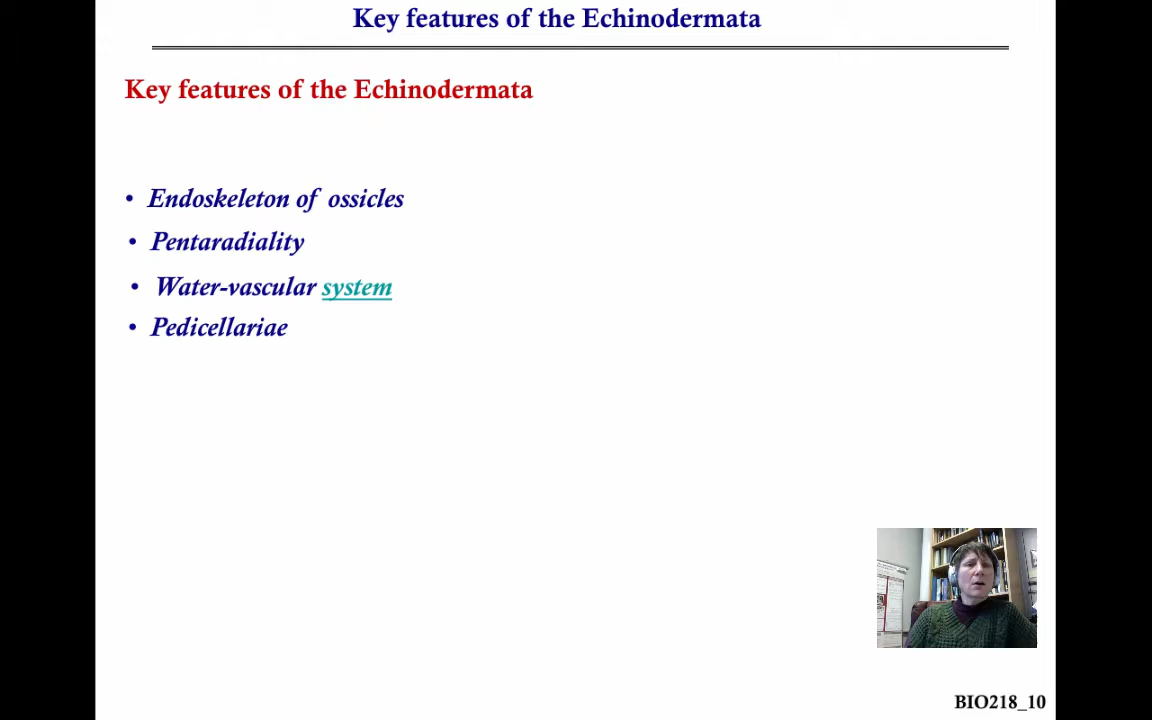 Key features of the Echinodermata
Key features of the Echinodermata
• Endoskeleton of ossicles
• Pentaradiality
• Water-vascular system
• Pedicellariae
BIO218_10